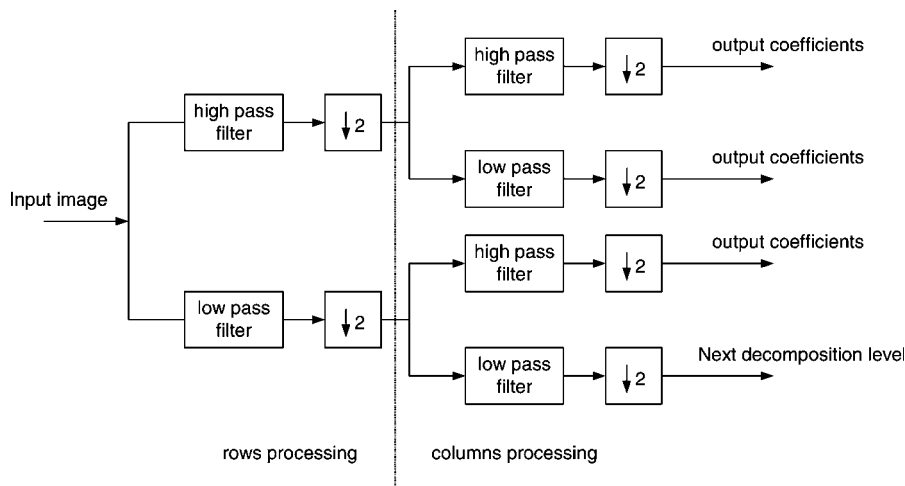 high pass
filter
↓ 2
output coefficients
high pass
filter
↓ 2
low pass
filter
↓ 2
output coefficients
Input image
high pass
filter
↓ 2
output coefficients
low pass
filter
↓ 2
low pass
filter
↓ 2
Next decomposition level
rows processing
columns processing